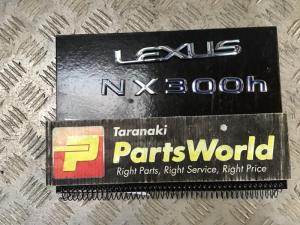 LEXUS
NX300h
Taranaki
PartsWorld
Right Parts, Right Service, Right Price